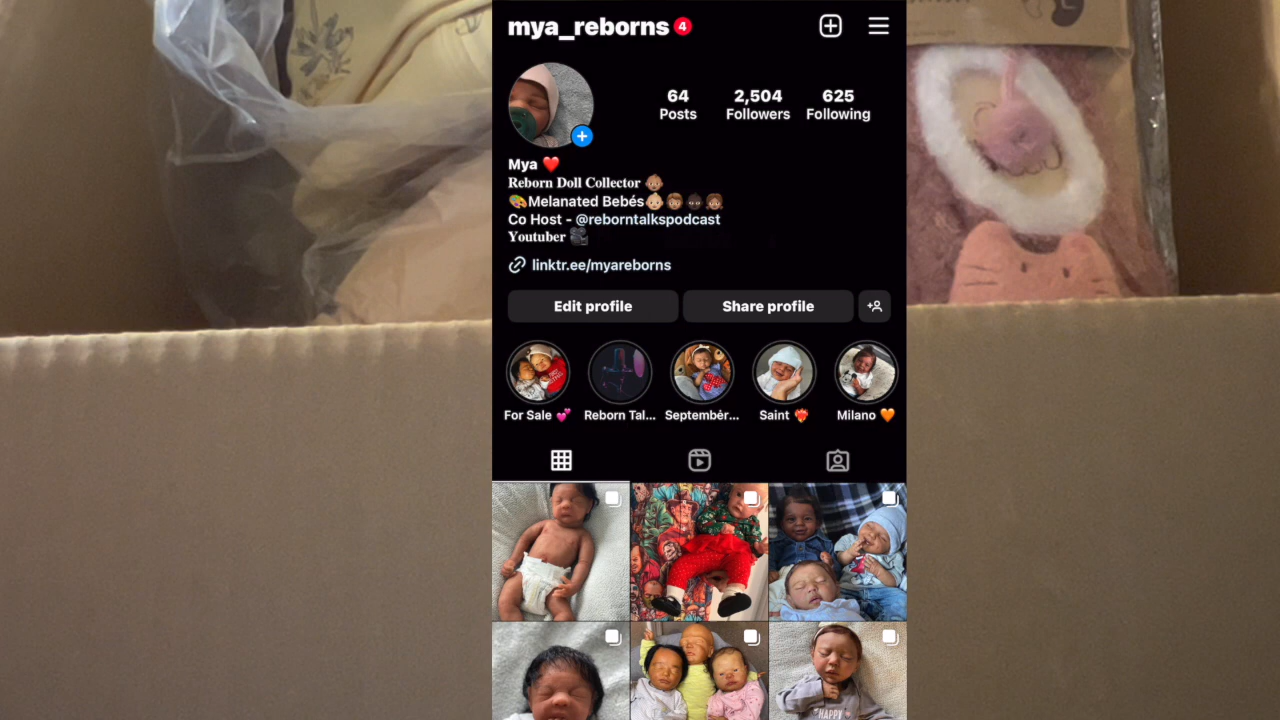 mya_reborns 4
64 2,504 625
Posts Followers Following
Mya ❤️
Reborn Doll Collector 👶🏽
🎨Melanated Bebés👶🏼👦🏽👶🏿👧🏽
Co Host - @reborntalkspodcast
Youtuber 🎥
linktr.ee/myareborns
Edit profile Share profile
For Sale 💕 Reborn Tal... Septembér... Saint ❤️‍🔥 Milano 🧡
HAPPY